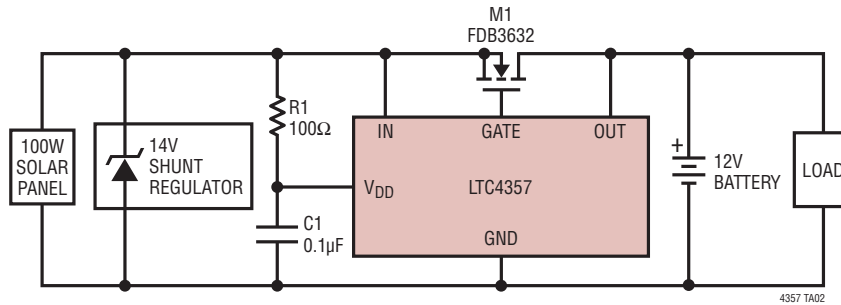 M1
FDB3632
R1
100Ω
IN
GATE
OUT
100W
SOLAR
PANEL
14V
SHUNT
REGULATOR
VDD
LTC4357
+
12V
BATTERY
LOAD
C1
0.1µF
GND
4357 TA02